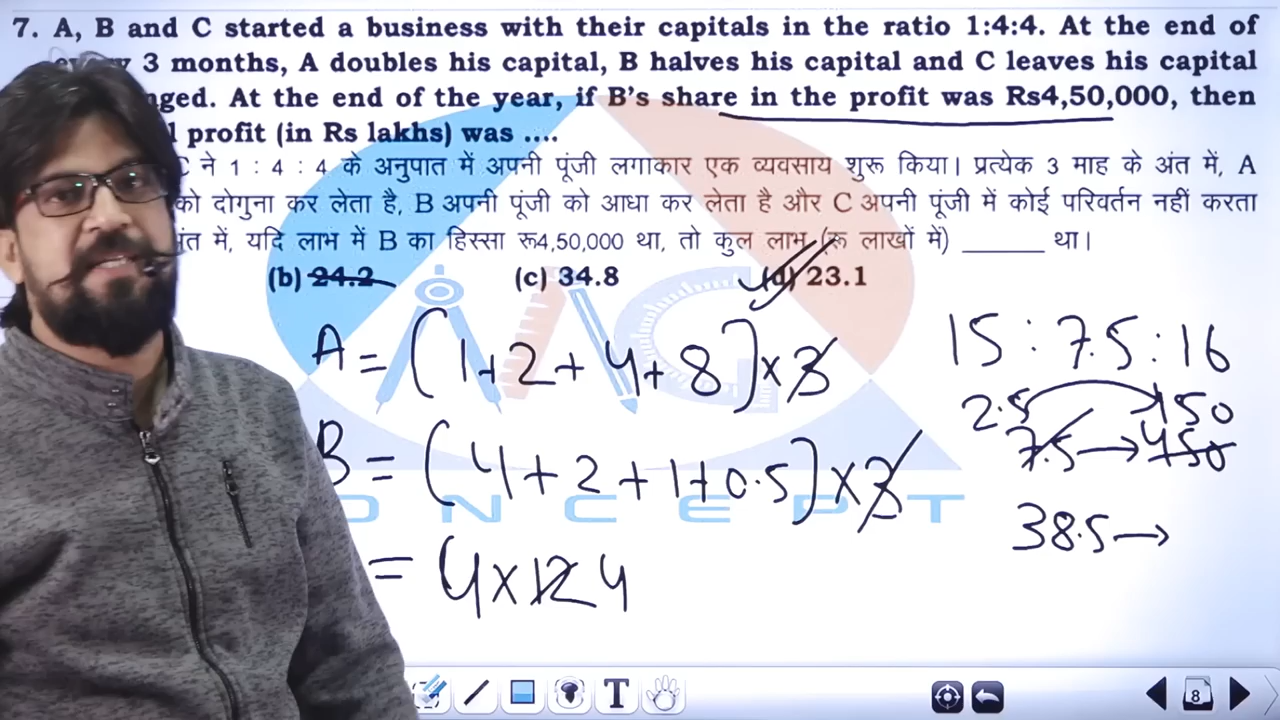 7. A, B and C started a business with their capitals in the ratio 1:4:4. At the end of
every 3 months, A doubles his capital, B halves his capital and C leaves his capital
nged. At the end of the year, if B's share in the profit was Rs4,50,000, then
l profit (in Rs lakhs) was ....
C ने 1 : 4 : 4 के अनुपात में अपनी पूंजी लगाकार एक व्यवसाय शुरू किया। प्रत्येक 3 माह के अंत में, A
को दोगुना कर लेता है, B अपनी पूंजी को आधा कर लेता है और C अपनी पूंजी में कोई परिवर्तन नहीं करता
अंत में, यदि लाभ में B का हिस्सा रू4,50,000 था, तो कुल लाभ (रू लाखों में) ______ था।
(b) 24.2 (c) 34.8 (d) 23.1
A = (1+2+4+8)×3
15 : 7.5 : 16
2.5 150
7.5 → 450
B = (4+2+1+0.5)×3
38.5 →
= 4×12 4
ONCEPT
T
8